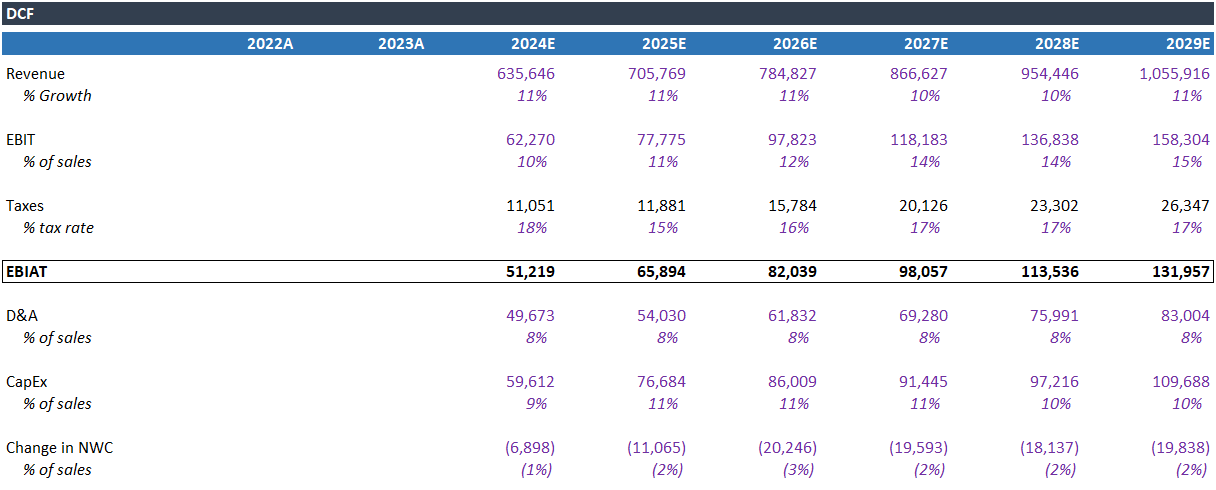 DCF
2022A 2023A 2024E 2025E 2026E 2027E 2028E 2029E
Revenue 635,646 705,769 784,827 866,627 954,446 1,055,916
% Growth 11% 11% 11% 10% 10% 11%
EBIT 62,270 77,775 97,823 118,183 136,838 158,304
% of sales 10% 11% 12% 14% 14% 15%
Taxes 11,051 11,881 15,784 20,126 23,302 26,347
% tax rate 18% 15% 16% 17% 17% 17%
EBIAT 51,219 65,894 82,039 98,057 113,536 131,957
D&A 49,673 54,030 61,832 69,280 75,991 83,004
% of sales 8% 8% 8% 8% 8% 8%
CapEx 59,612 76,684 86,009 91,445 97,216 109,688
% of sales 9% 11% 11% 11% 10% 10%
Change in NWC (6,898) (11,065) (20,246) (19,593) (18,137) (19,838)
% of sales (1%) (2%) (3%) (2%) (2%) (2%)